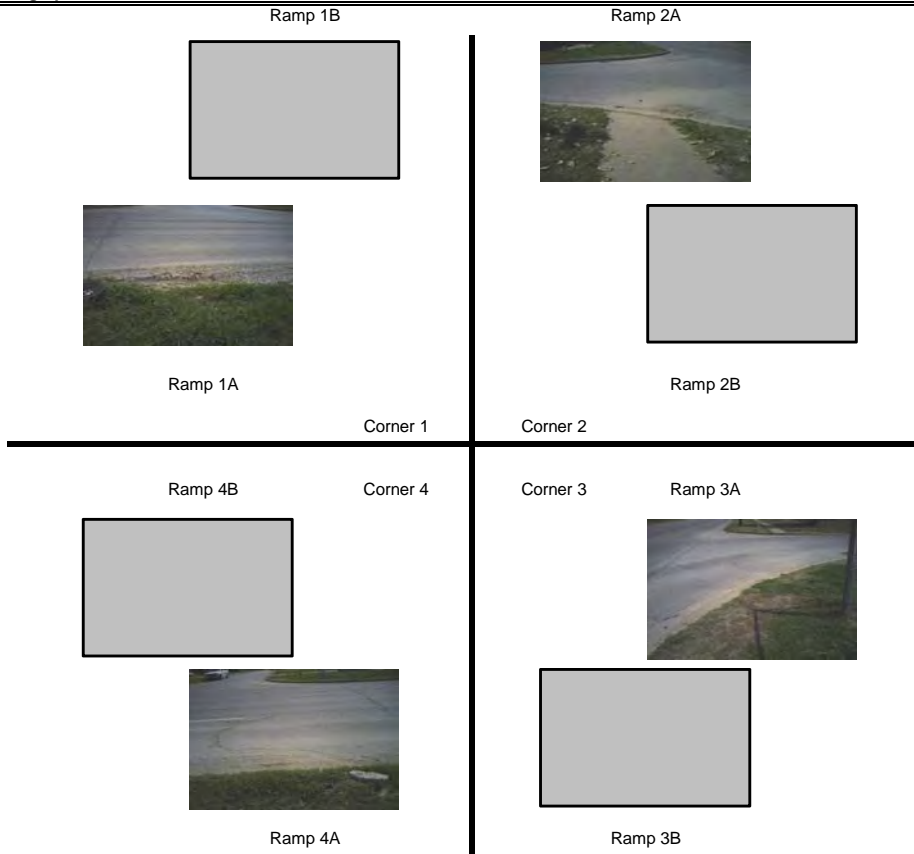 Ramp 1B Ramp 2A
Ramp 1A Ramp 2B
Corner 1 Corner 2
Ramp 4B Corner 4 Corner 3 Ramp 3A
Ramp 4A Ramp 3B